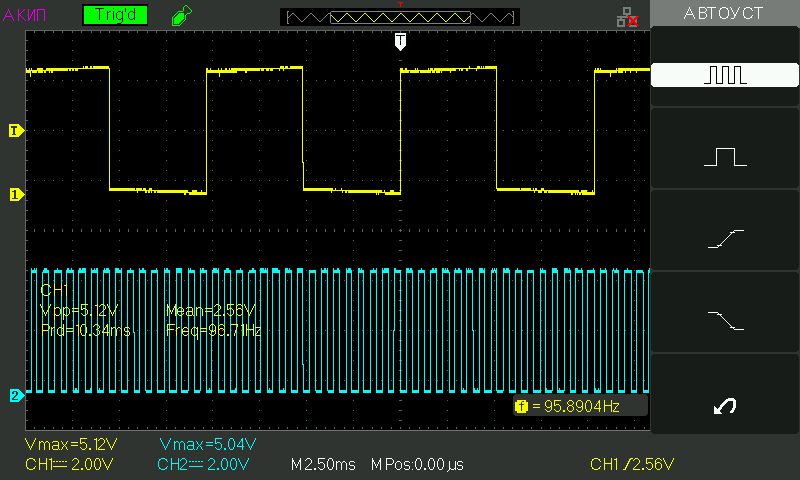 АКИП Trig'd АВТОУСТ
T
T
1
CH1
Vpp=5.12V Mean=2.56V
Prd=10.34ms Freq=96.71Hz
2
f = 95.8904Hz
Vmax=5.12V Vmax=5.04V
CH1 2.00V CH2 2.00V M 2.50ms M Pos:0.00 µs CH1 2.56V